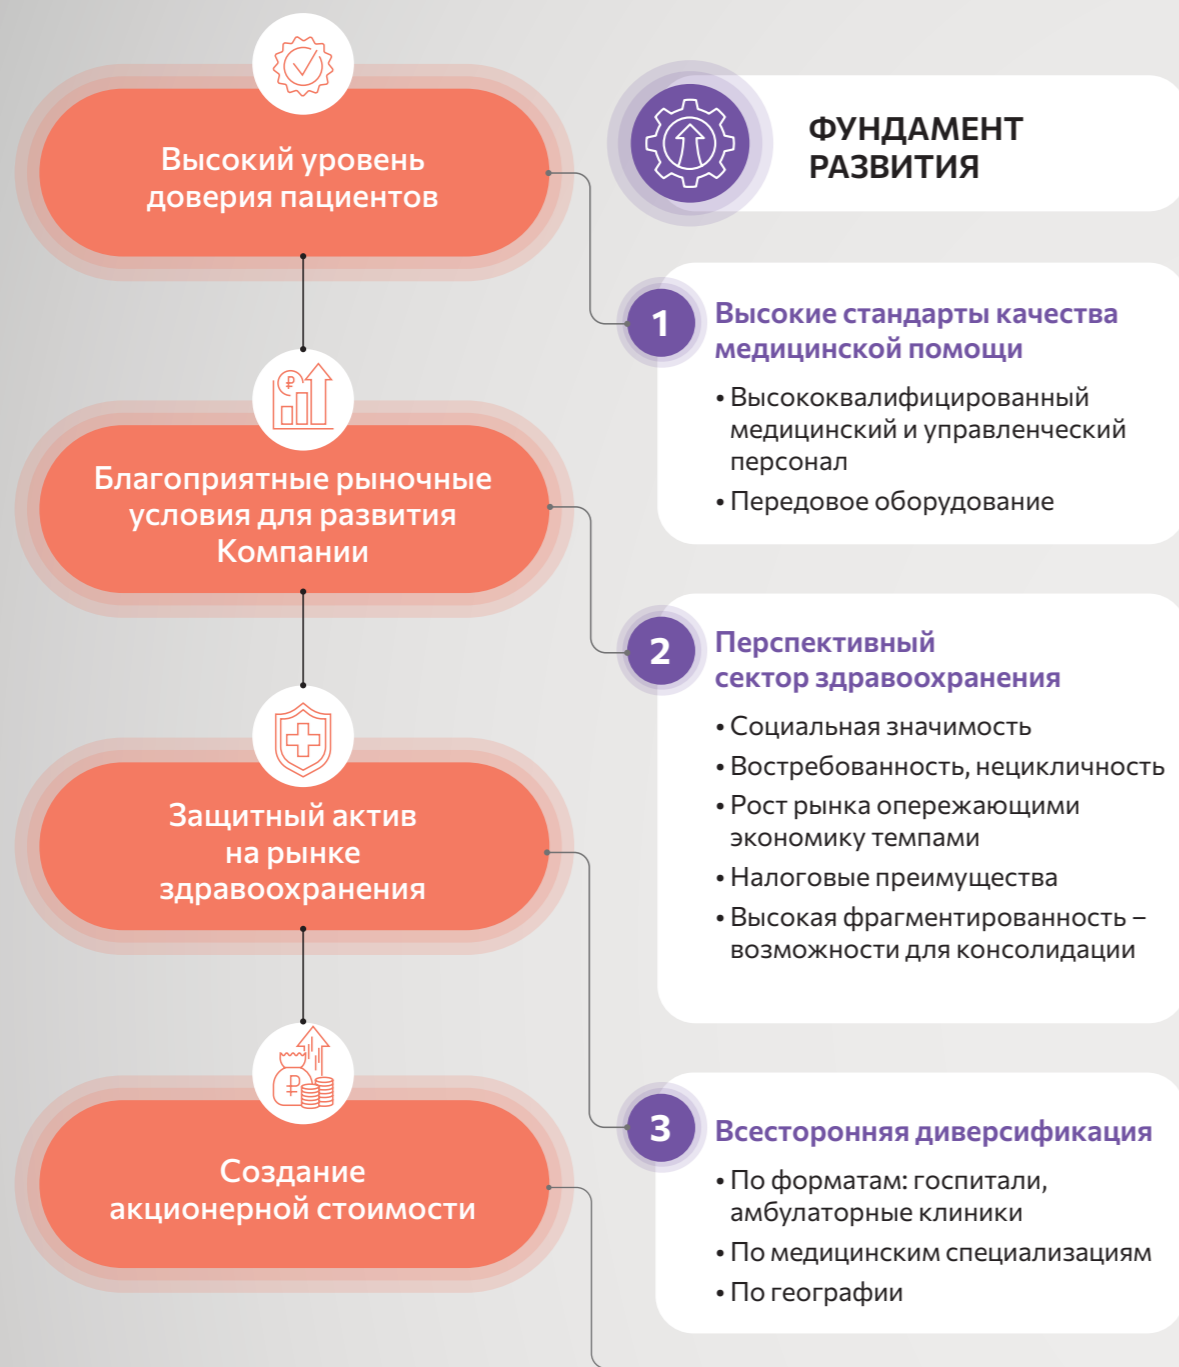 Высокий уровень
доверия пациентов
Благоприятные рыночные
условия для развития
Компании
Защитный актив
на рынке
здравоохранения
Создание
акционерной стоимости
ФУНДАМЕНТ
РАЗВИТИЯ
1
Высокие стандарты качества
медицинской помощи
• Высококвалифицированный
медицинский и управленческий
персонал
• Передовое оборудование
2
Перспективный
сектор здравоохранения
• Социальная значимость
• Востребованность, нецикличность
• Рост рынка опережающими
экономику темпами
• Налоговые преимущества
• Высокая фрагментированность –
возможности для консолидации
3
Всесторонняя диверсификация
• По форматам: госпитали,
амбулаторные клиники
• По медицинским специализациям
• По географии